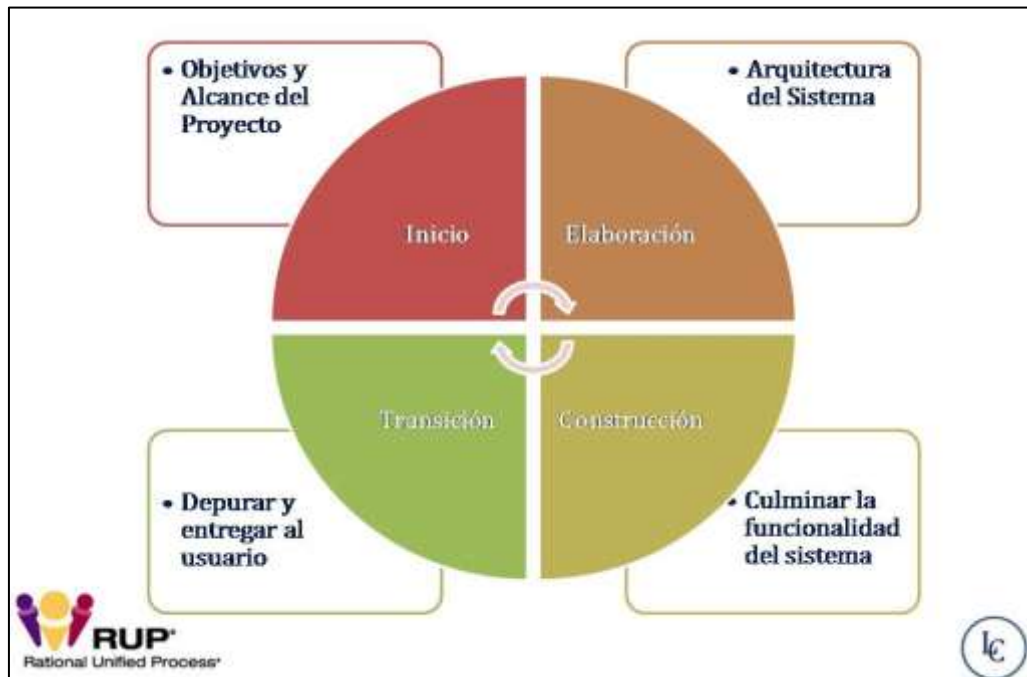 • Objetivos y
Alcance del
Proyecto
• Arquitectura
del Sistema
Inicio
Elaboración
Transición
Construcción
• Depurar y
entregar al
usuario
• Culminar la
funcionalidad
del sistema
RUP®
Rational Unified Process®
LC